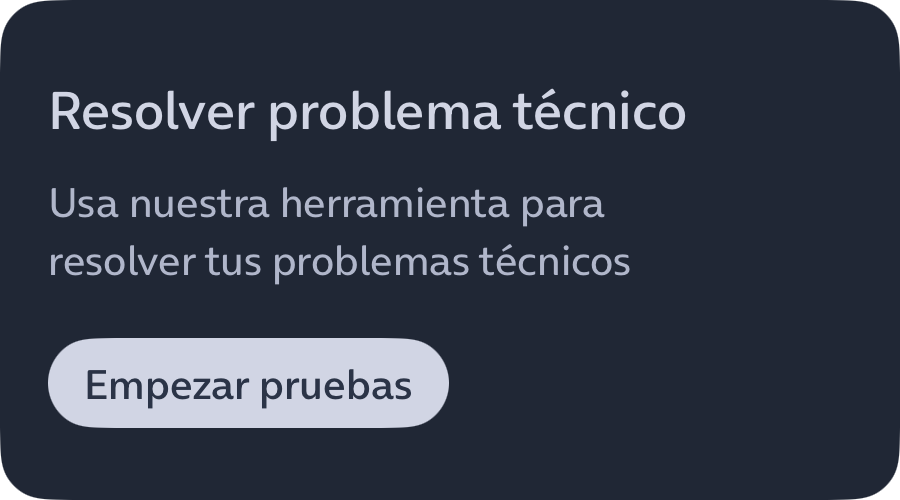 Resolver problema técnico
Usa nuestra herramienta para
resolver tus problemas técnicos
Empezar pruebas